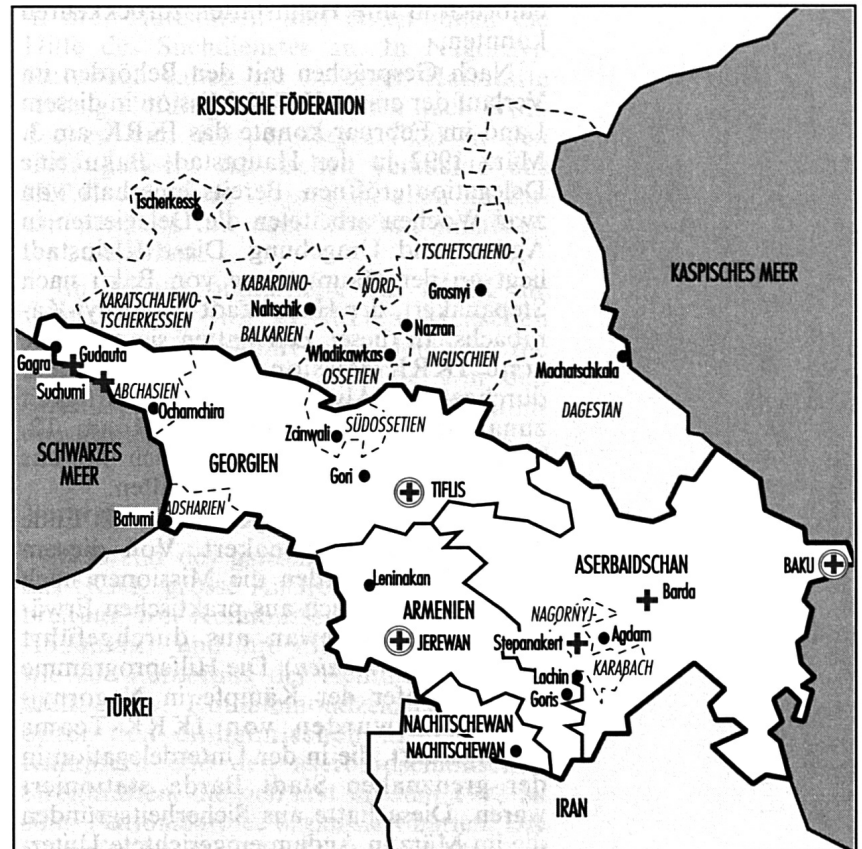 RUSSISCHE FÖDERATION
Tscherkessk
TSCHETSCHENO-
KASPISCHES MEER
KARATSCHAJEWO-
TSCHERKESSIEN
KABARDINO-
NORD-
Grosnyi
Naltschik
BALKARIEN
Nazran
Wladikawkas
INGUSCHIEN
OSSETIEN
Machatschkala
DAGESTAN
Gagra
Gudauta
Suchumi
ABCHASIEN
Ochamchira
SÜDOSSETIEN
Zcinwali
SCHWARZES
MEER
GEORGIEN
Gori
TIFLIS
ADSHARIEN
Batumi
ASERBAIDSCHAN
BAKU
Leninakan
Barda
ARMENIEN
NAGORNYJ-
JEREWAN
Stepanakert
Agdam
KARABACH
Lachin
Goris
TÜRKEI
NACHITSCHEWAN
NACHITSCHEWAN
IRAN